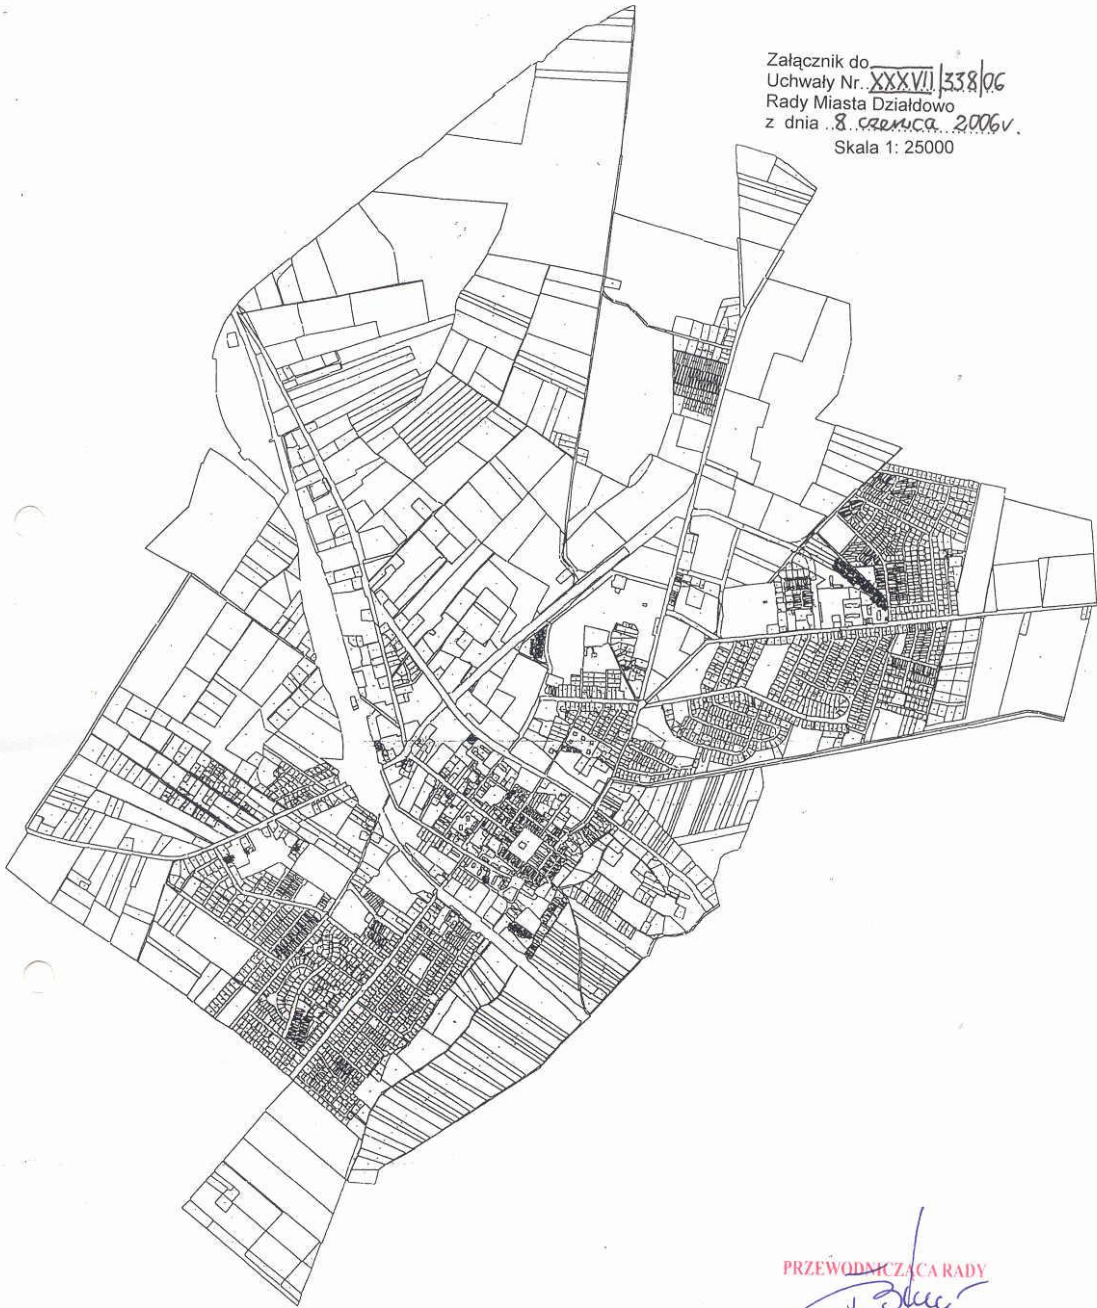 Załącznik do
Uchwały Nr..XXXVII/338/06
Rady Miasta Działdowo
z dnia ..8 czerwca 2006r.
Skala 1: 25000
PRZEWODNICZĄCA RADY